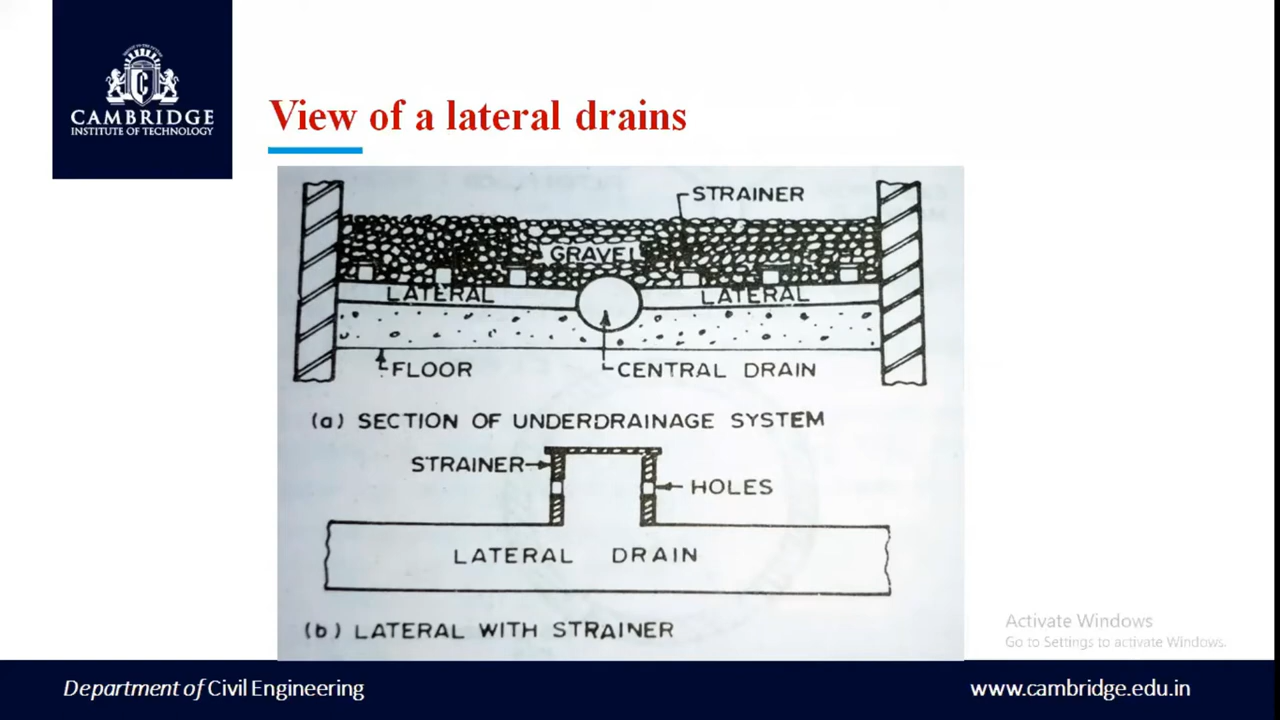 CAMBRIDGE
INSTITUTE OF TECHNOLOGY
View of a lateral drains
STRAINER
GRAVEL
LATERAL
LATERAL
FLOOR
CENTRAL DRAIN
(a) SECTION OF UNDERDRAINAGE SYSTEM
STRAINER
HOLES
LATERAL DRAIN
(b) LATERAL WITH STRAINER
Activate Windows
Go to Settings to activate Windows.
Department of Civil Engineering
www.cambridge.edu.in